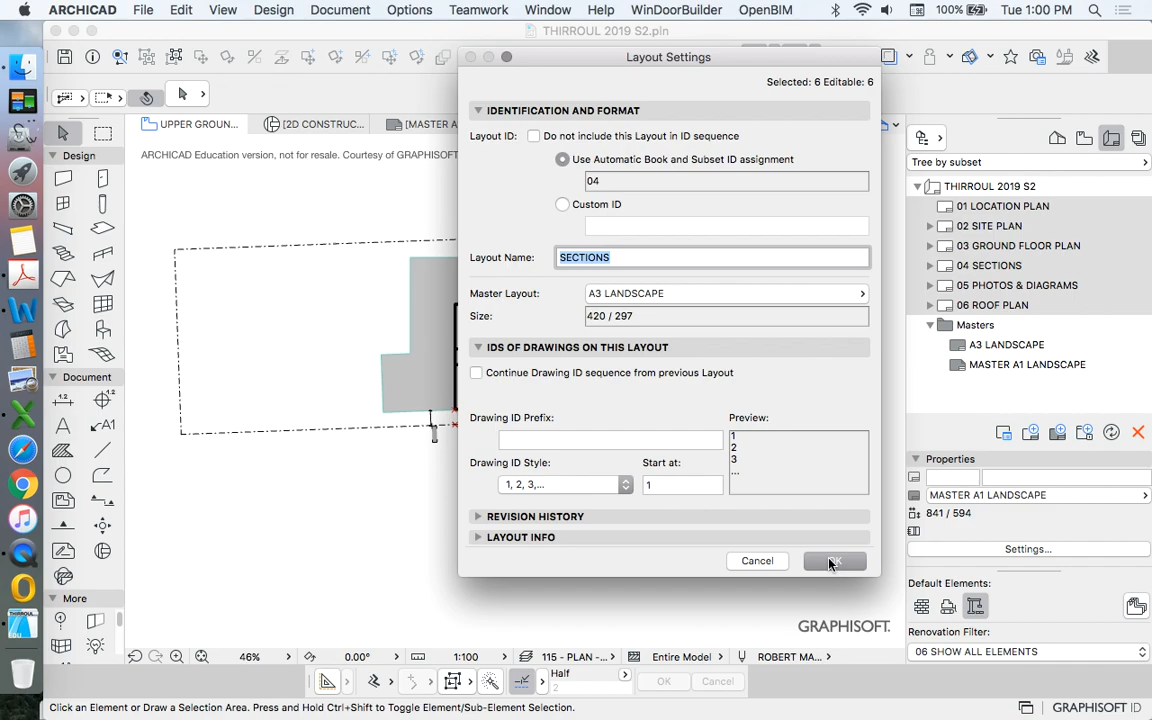 ARCHICAD File Edit View Design Document Options Teamwork Window Help WinDoorBuilder OpenBIM 100% Tue 1:00 PM
THIRROUL 2019 S2.pln
Layout Settings
Selected: 6 Editable: 6
IDENTIFICATION AND FORMAT
Layout ID: Do not include this Layout in ID sequence
Use Automatic Book and Subset ID assignment
04
Custom ID
Layout Name: SECTIONS
Master Layout: A3 LANDSCAPE
Size: 420 / 297
IDS OF DRAWINGS ON THIS LAYOUT
Continue Drawing ID sequence from previous Layout
Drawing ID Prefix: Preview:
1
2
3
...
Drawing ID Style: Start at:
1, 2, 3,... 1
REVISION HISTORY
LAYOUT INFO
Cancel OK
UPPER GROUN... [2D CONSTRUC... [MASTER A
ARCHICAD Education version, not for resale. Courtesy of GRAPHISOFT
Design
Document
A1
More
Tree by subset
THIRROUL 2019 S2
01 LOCATION PLAN
02 SITE PLAN
03 GROUND FLOOR PLAN
04 SECTIONS
05 PHOTOS & DIAGRAMS
06 ROOF PLAN
Masters
A3 LANDSCAPE
MASTER A1 LANDSCAPE
Properties
MASTER A1 LANDSCAPE
841 / 594
Settings...
Default Elements:
Renovation Filter:
06 SHOW ALL ELEMENTS
GRAPHISOFT.
46% 0.00° 1:100 115 - PLAN -... Entire Model ROBERT MA...
Half
2
OK Cancel
Click an Element or Draw a Selection Area. Press and Hold Ctrl+Shift to Toggle Element/Sub-Element Selection.
GRAPHISOFT ID